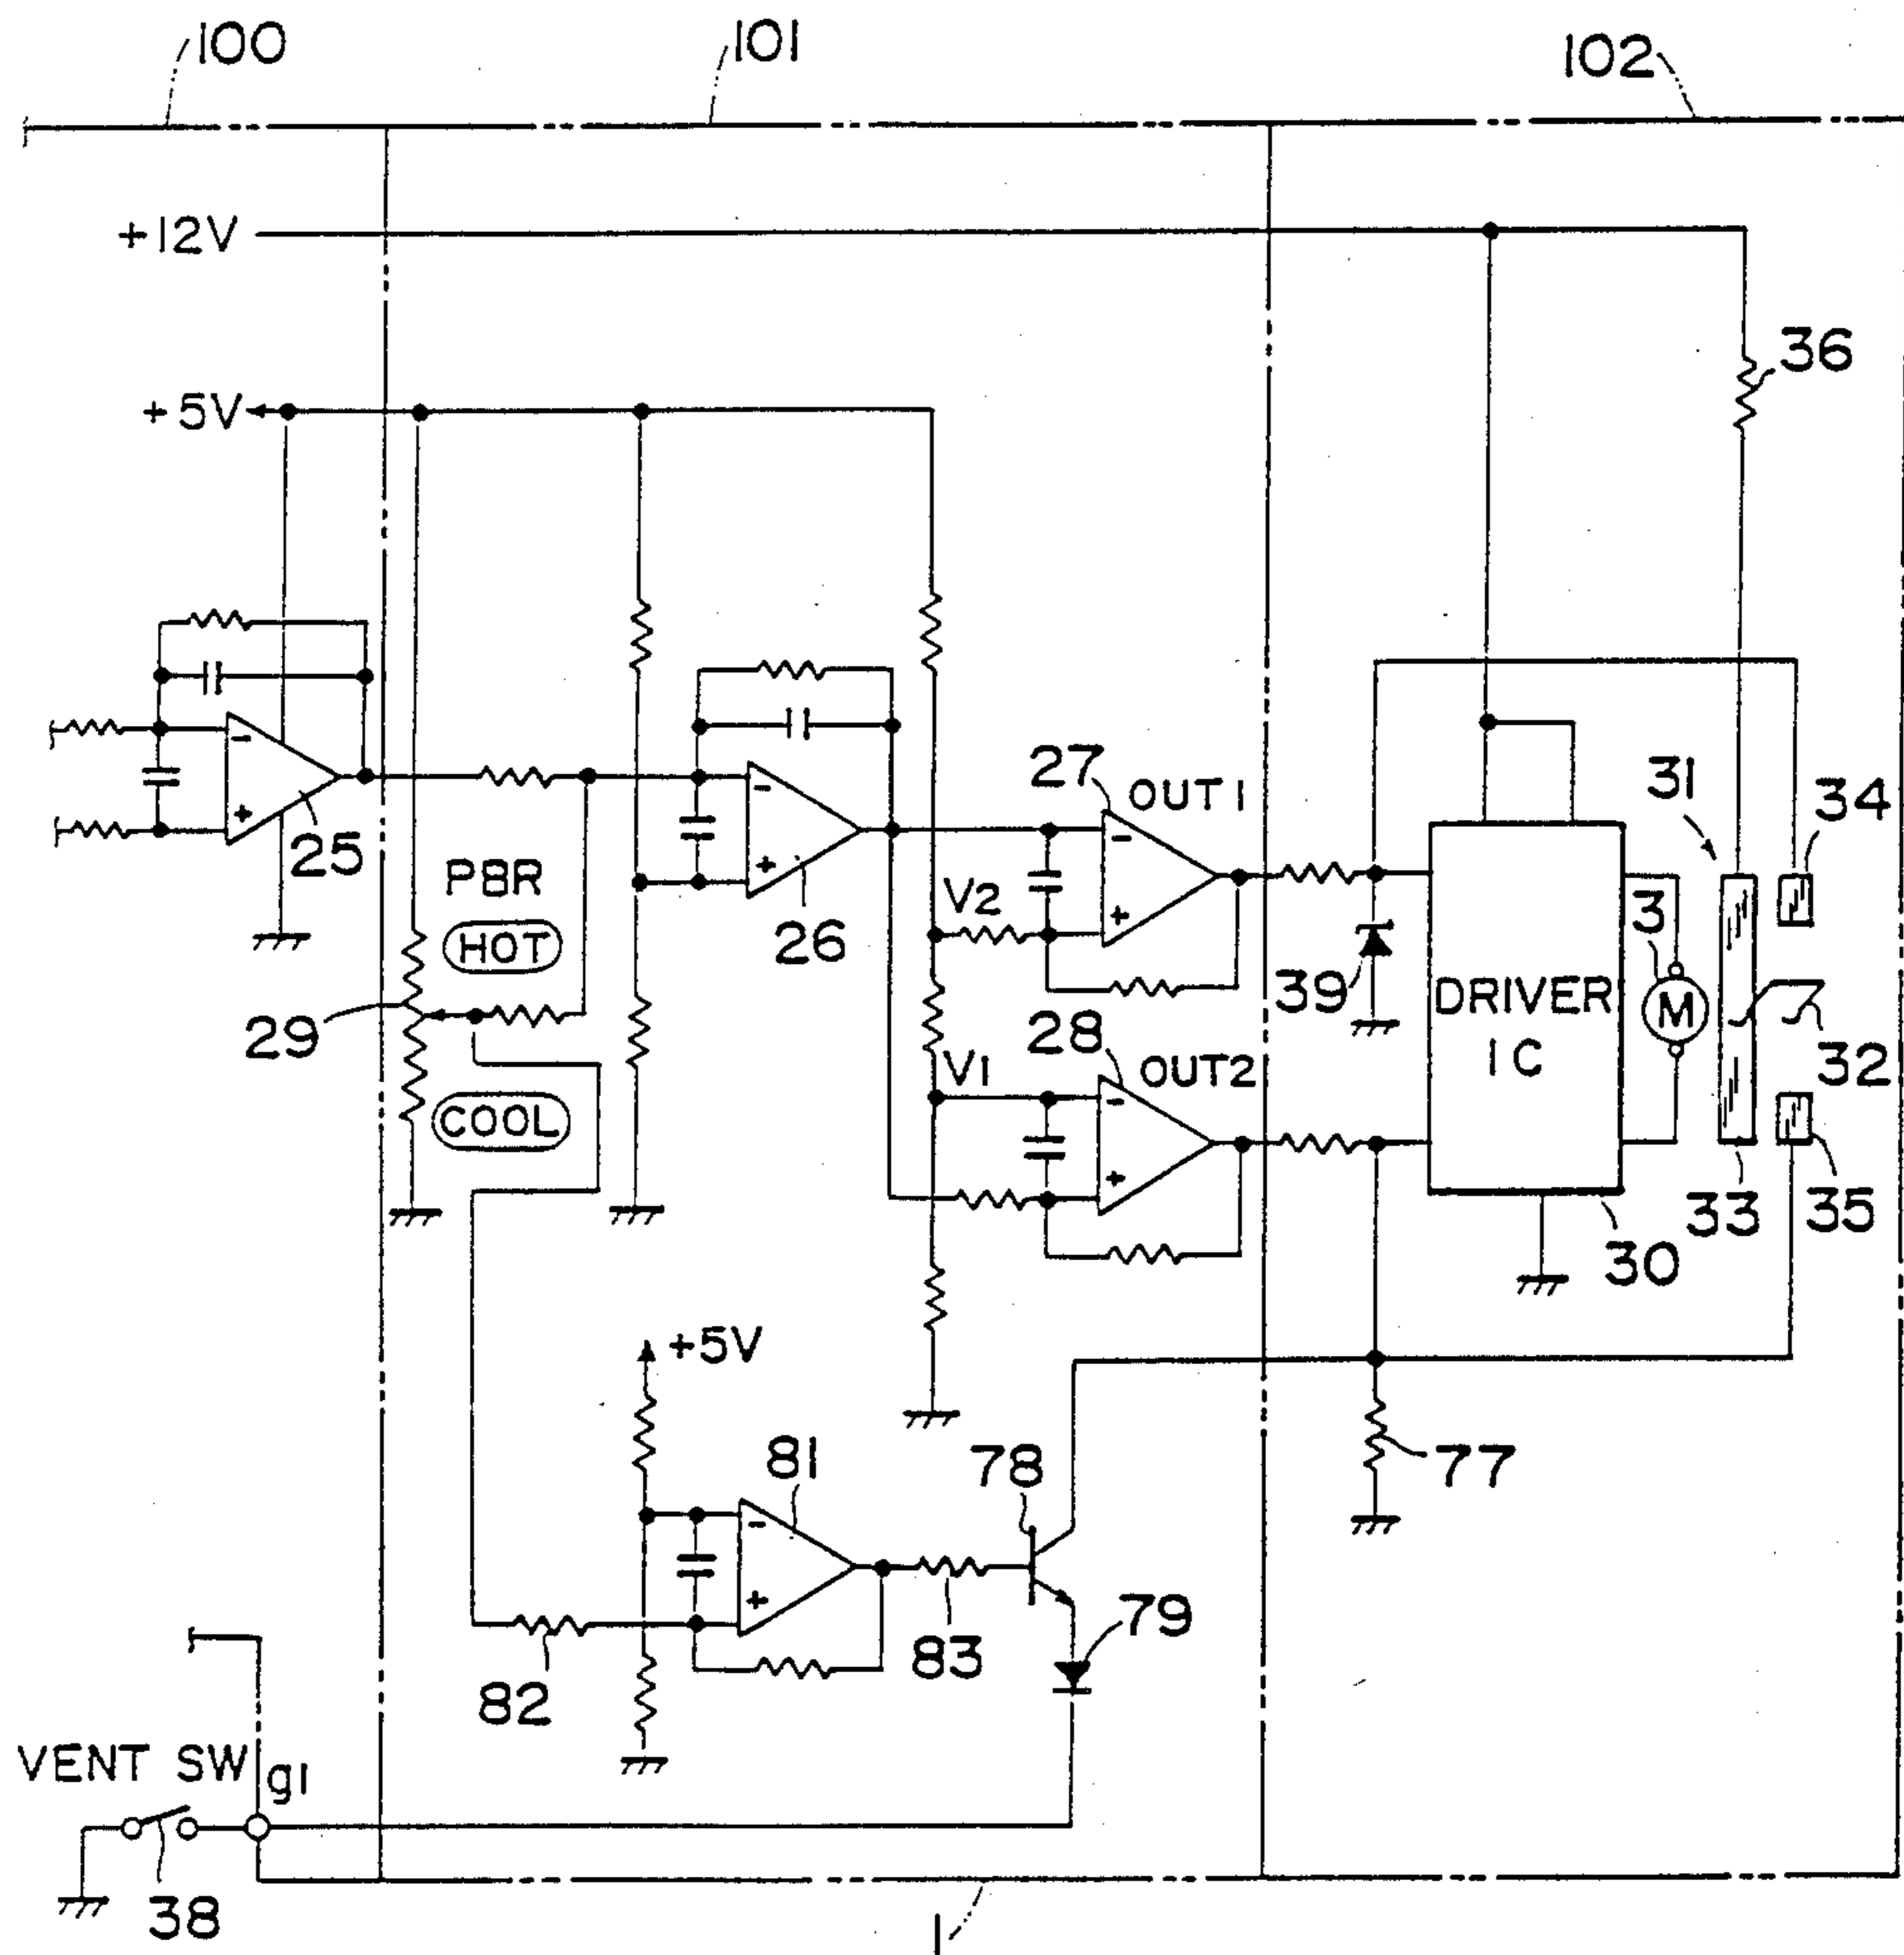 100
101
102
+12V
36
+5V
27
OUT1
31
34
25
PBR
V2
HOT
26
3
39
DRIVER
IC
M
29
28
V1
OUT2
32
COOL
33
35
30
+5V
81
78
77
79
83
82
VENT SW
g1
38
1
-
+
-
+
-
+
-
+
-
+